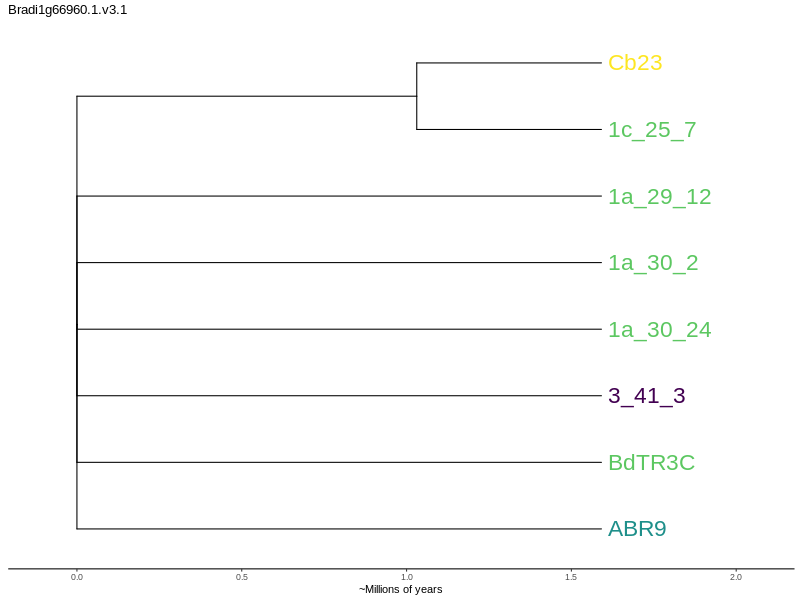 Bradi1g66960.1.v3.1
Cb23
1c_25_7
1a_29_12
1a_30_2
1a_30_24
3_41_3
BdTR3C
ABR9
0.0 0.5 1.0 1.5 2.0
~Millions of years